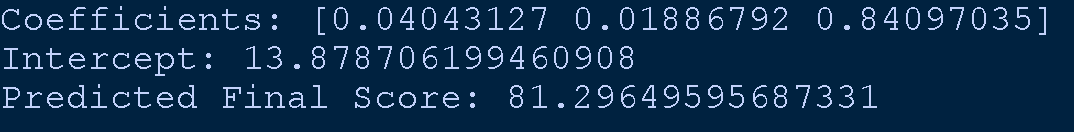 Coefficients: [0.04043127 0.01886792 0.84097035]
Intercept: 13.878706199460908
Predicted Final Score: 81.29649595687331